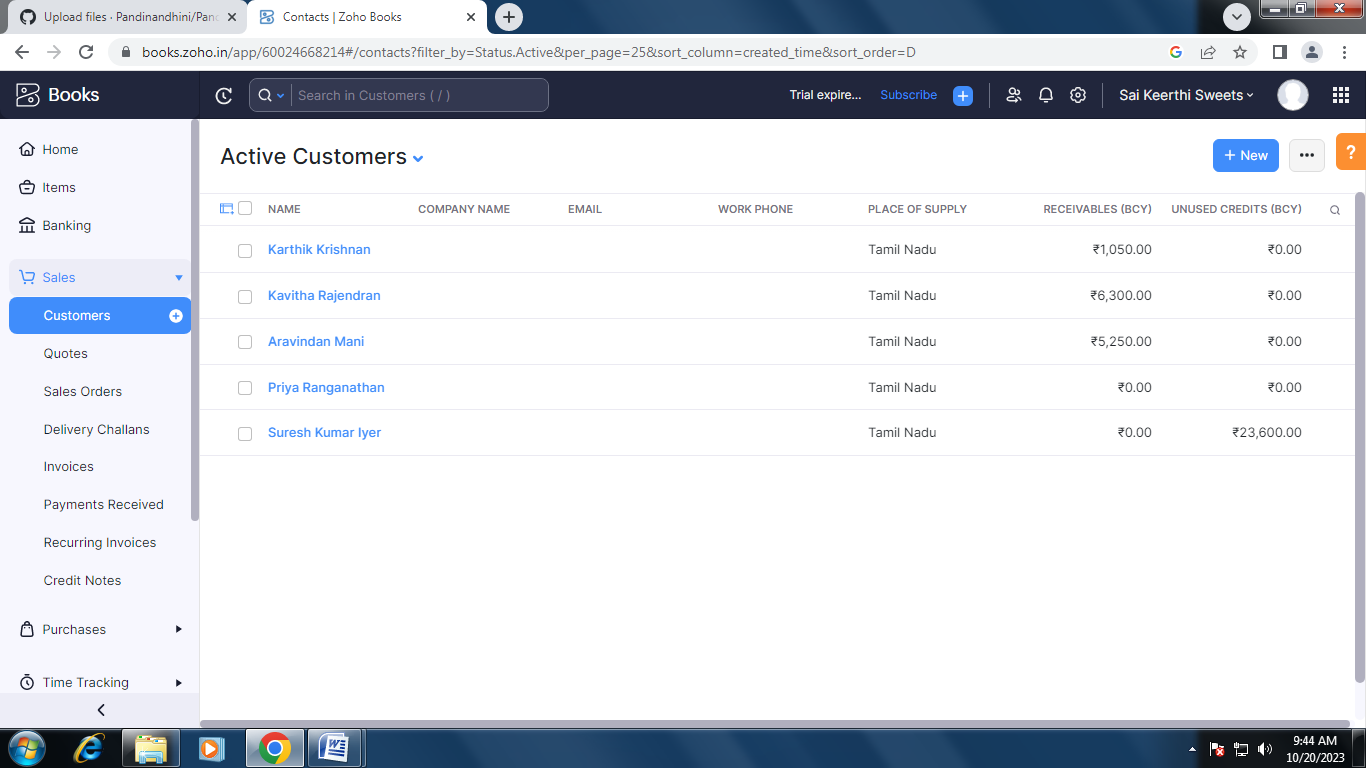 Upload files · Pandinandhini/Pan
Contacts | Zoho Books
books.zoho.in/app/60024668214#/contacts?filter_by=Status.Active&per_page=25&sort_column=created_time&sort_order=D
Books
Search in Customers ( / )
Trial expire... Subscribe
Sai Keerthi Sweets
Home
Items
Banking
Sales
Customers
Quotes
Sales Orders
Delivery Challans
Invoices
Payments Received
Recurring Invoices
Credit Notes
Purchases
Time Tracking
Active Customers
+ New
?
NAME COMPANY NAME EMAIL WORK PHONE PLACE OF SUPPLY RECEIVABLES (BCY) UNUSED CREDITS (BCY)
Karthik Krishnan Tamil Nadu ₹1,050.00 ₹0.00
Kavitha Rajendran Tamil Nadu ₹6,300.00 ₹0.00
Aravindan Mani Tamil Nadu ₹5,250.00 ₹0.00
Priya Ranganathan Tamil Nadu ₹0.00 ₹0.00
Suresh Kumar Iyer Tamil Nadu ₹0.00 ₹23,600.00
9:44 AM
10/20/2023